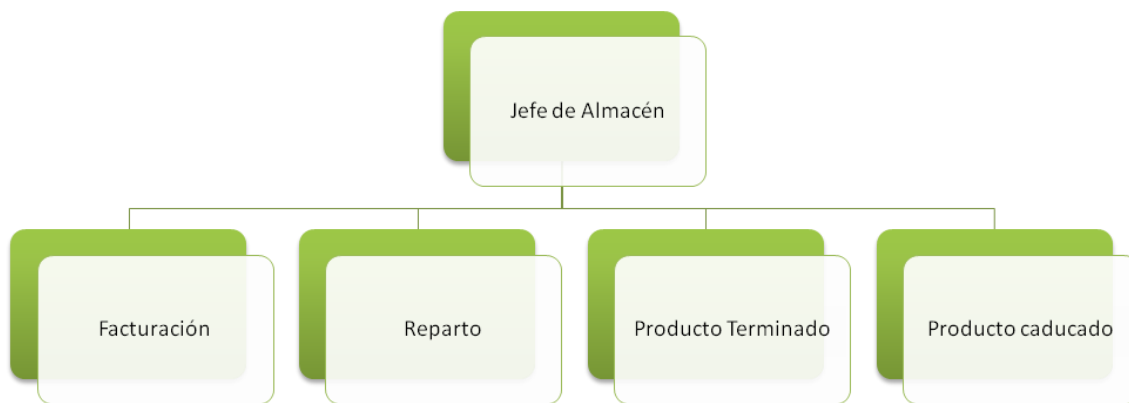 Jefe de Almacén
Facturación
Reparto
Producto Terminado
Producto caducado